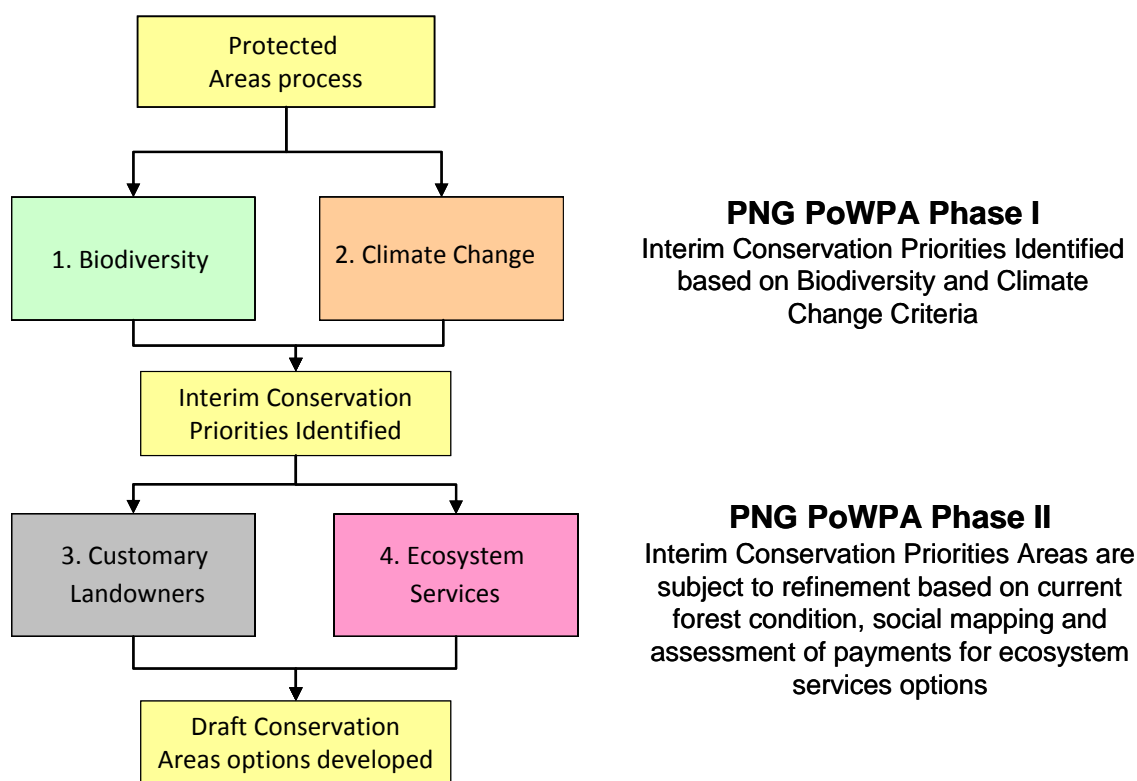 Protected
Areas process
1. Biodiversity
2. Climate Change
PNG PoWPA Phase I
Interim Conservation Priorities Identified
based on Biodiversity and Climate
Change Criteria
Interim Conservation
Priorities Identified
3. Customary
Landowners
4. Ecosystem
Services
PNG PoWPA Phase II
Interim Conservation Priorities Areas are
subject to refinement based on current
forest condition, social mapping and
assessment of payments for ecosystem
services options
Draft Conservation
Areas options developed